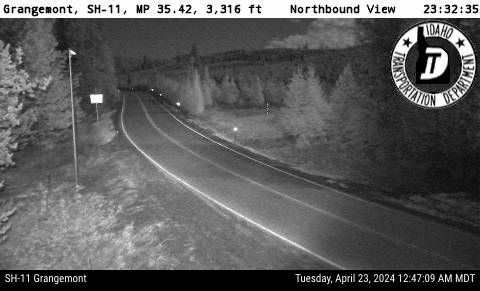 Grangemont, SH-11, MP 35.42, 3,316 ft Northbound View 23:32:35
IDAHO
TRANSPORTATION DEPARTMENT
SH-11 Grangemont Tuesday, April 23, 2024 12:47:09 AM MDT